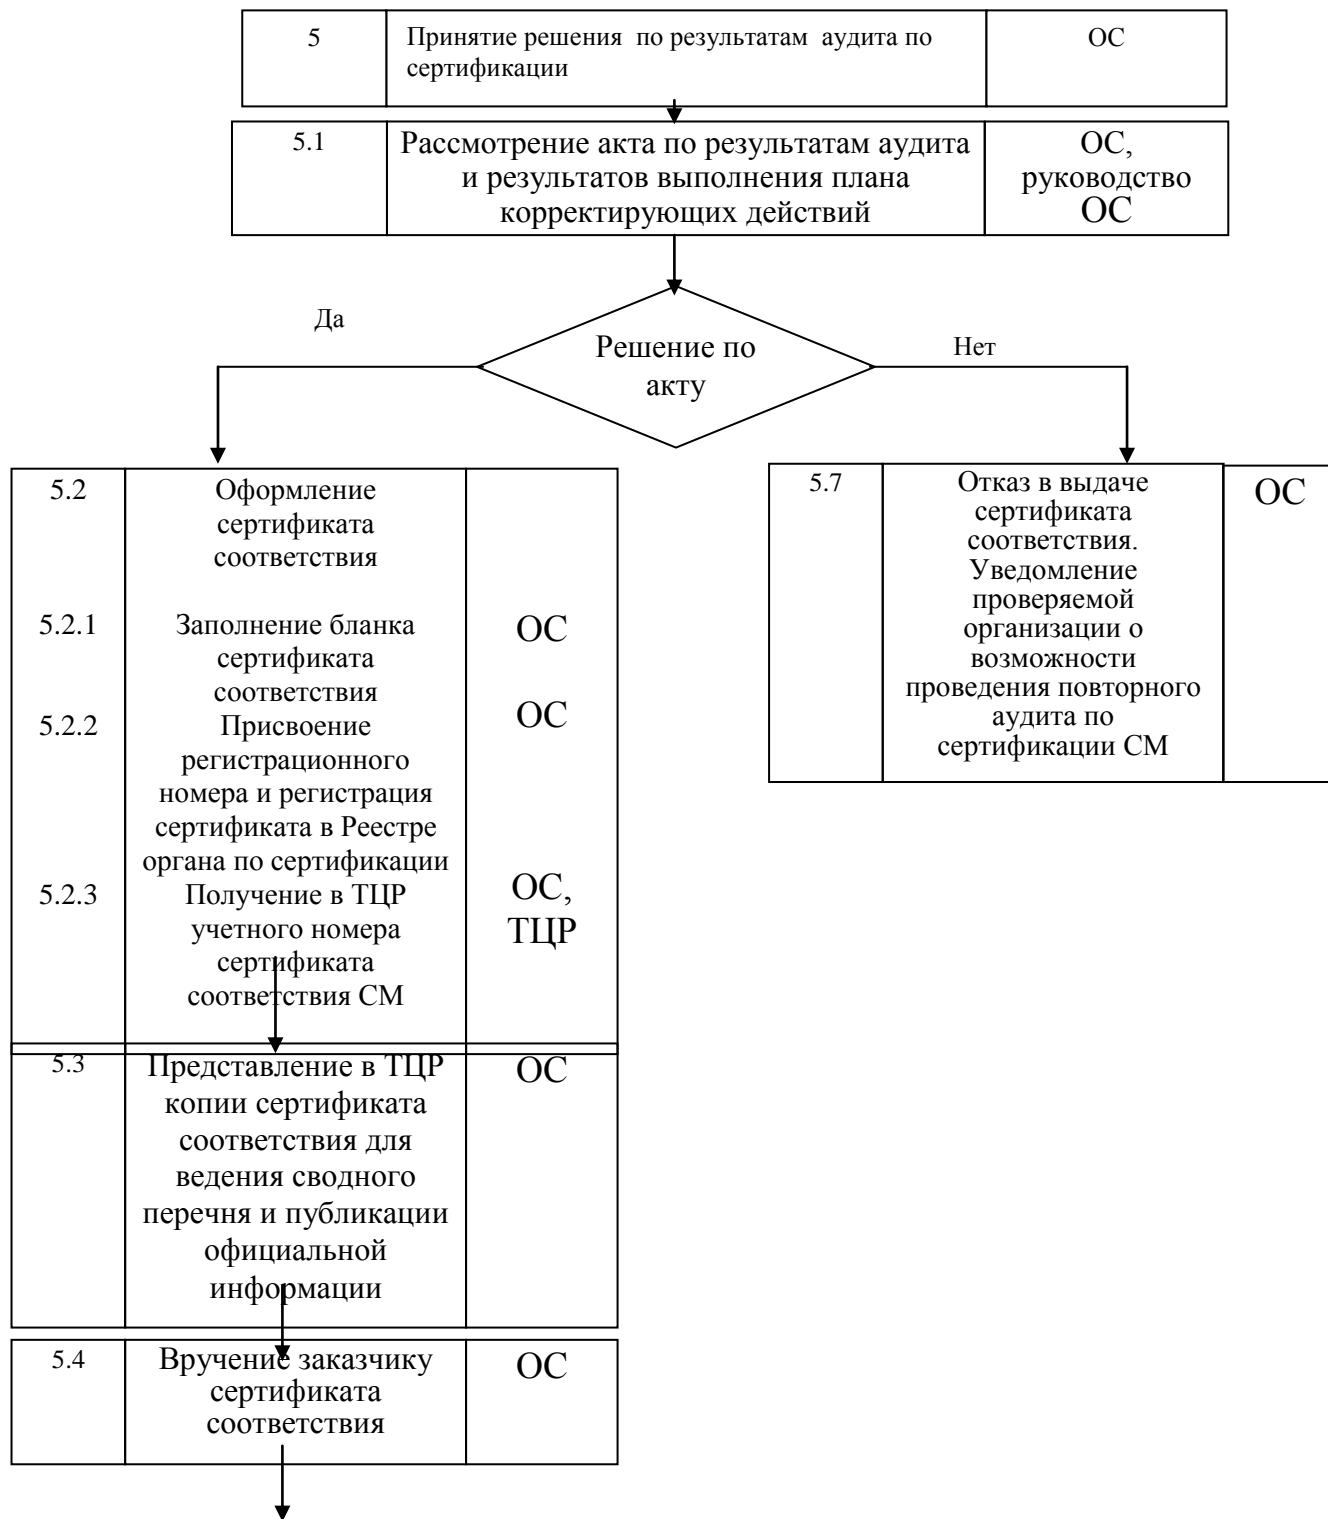 5
Принятие решения по результатам аудита по
сертификации
ОС
5.1
Рассмотрение акта по результатам аудита
и результатов выполнения плана
корректирующих действий
ОС,
руководство
ОС
Да
Решение по
акту
Нет
5.2
Оформление
сертификата
соответствия
5.2.1
Заполнение бланка
сертификата
соответствия
ОС
5.2.2
Присвоение
регистрационного
номера и регистрация
сертификата в Реестре
органа по сертификации
ОС
5.2.3
Получение в ТЦР
учетного номера
сертификата
соответствия СМ
ОС,
ТЦР
5.7
Отказ в выдаче
сертификата
соответствия.
Уведомление
проверяемой
организации о
возможности
проведения повторного
аудита по
сертификации СМ
ОС
5.3
Представление в ТЦР
копии сертификата
соответствия для
ведения сводного
перечня и публикации
официальной
информации
ОС
5.4
Вручение заказчику
сертификата
соответствия
ОС